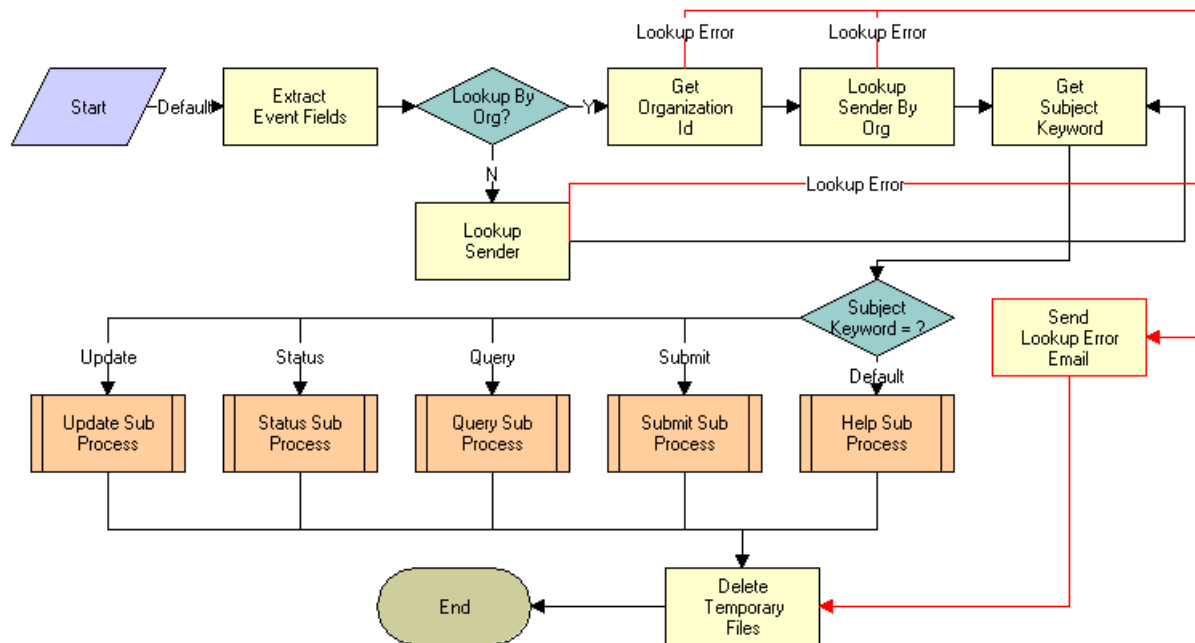 Lookup Error
Lookup Error
Start
Default
Extract
Event Fields
Lookup By
Org?
Y
Get
Organization
Id
Lookup
Sender By
Org
Get
Subject
Keyword
N
Lookup Error
Lookup
Sender
Subject
Keyword = ?
Send
Lookup Error
Email
Update
Status
Query
Submit
Default
Update Sub
Process
Status Sub
Process
Query Sub
Process
Submit Sub
Process
Help Sub
Process
End
Delete
Temporary
Files